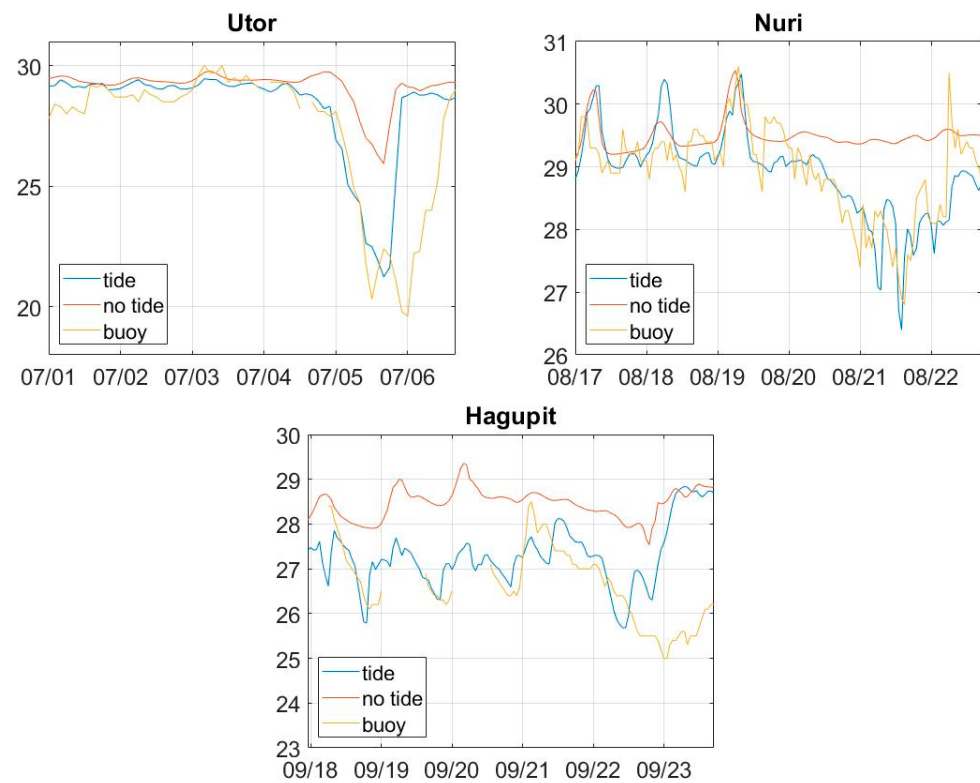 Utor
30
25
20
07/01 07/02 07/03 07/04 07/05 07/06
tide
no tide
buoy
Nuri
31
30
29
28
27
26
08/17 08/18 08/19 08/20 08/21 08/22
tide
no tide
buoy
Hagupit
30
29
28
27
26
25
24
23
09/18 09/19 09/20 09/21 09/22 09/23
tide
no tide
buoy